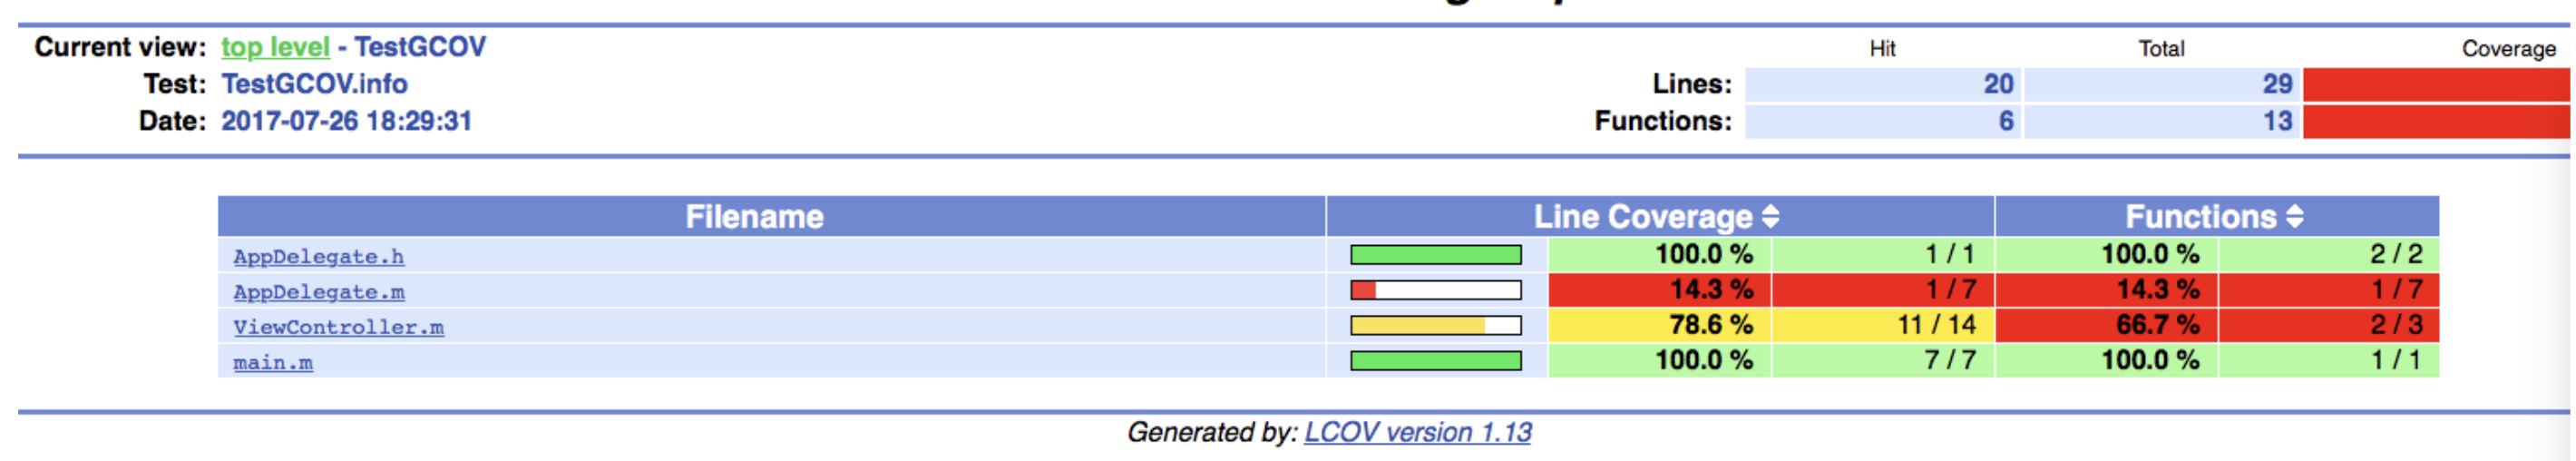 Current view: top level - TestGCOV
Test: TestGCOV.info
Date: 2017-07-26 18:29:31
Hit Total Coverage
Lines: 20 29
Functions: 6 13
Filename Line Coverage Functions
AppDelegate.h 100.0 % 1 / 1 100.0 % 2 / 2
AppDelegate.m 14.3 % 1 / 7 14.3 % 1 / 7
ViewController.m 78.6 % 11 / 14 66.7 % 2 / 3
main.m 100.0 % 7 / 7 100.0 % 1 / 1
Generated by: LCOV version 1.13